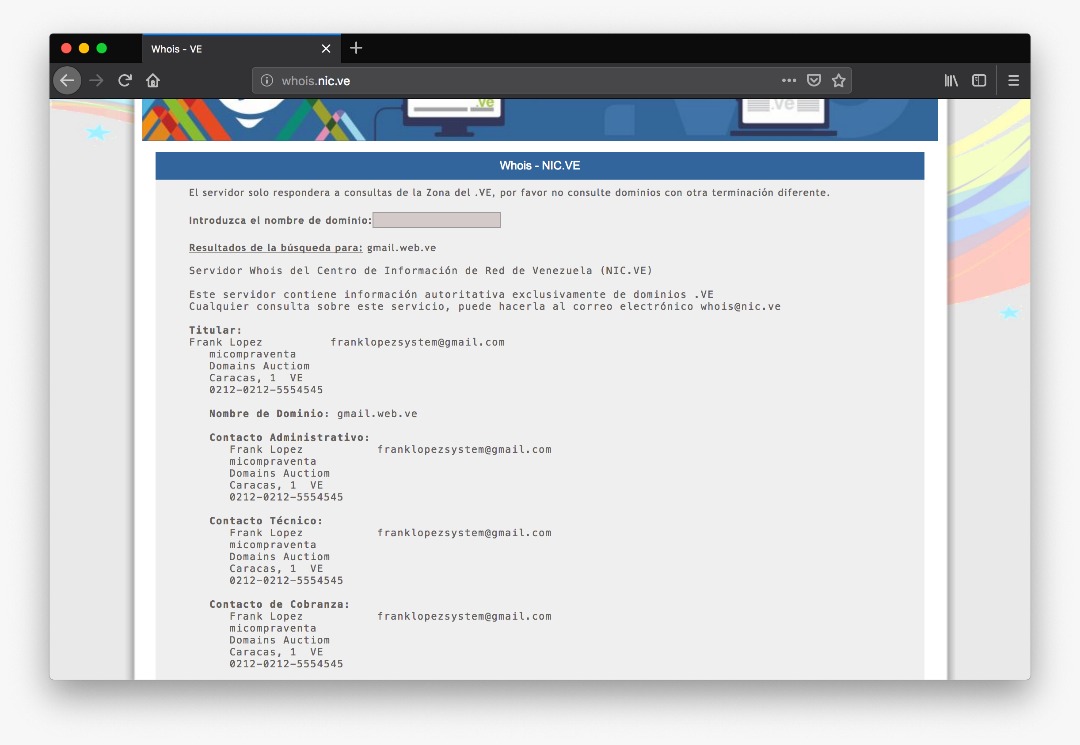 Whois - VE
whois.nic.ve
.ve
.ve
Whois - NIC.VE
El servidor solo respondera a consultas de la Zona del .VE, por favor no consulte dominios con otra terminación diferente.
Introduzca el nombre de dominio:
Resultados de la búsqueda para: gmail.web.ve
Servidor Whois del Centro de Información de Red de Venezuela (NIC.VE)
Este servidor contiene información autoritativa exclusivamente de dominios .VE
Cualquier consulta sobre este servicio, puede hacerla al correo electrónico whois@nic.ve
Titular:
Frank Lopez franklopezsystem@gmail.com
micompraventa
Domains Auctiom
Caracas, 1 VE
0212-0212-5554545
Nombre de Dominio: gmail.web.ve
Contacto Administrativo:
Frank Lopez franklopezsystem@gmail.com
micompraventa
Domains Auctiom
Caracas, 1 VE
0212-0212-5554545
Contacto Técnico:
Frank Lopez franklopezsystem@gmail.com
micompraventa
Domains Auctiom
Caracas, 1 VE
0212-0212-5554545
Contacto de Cobranza:
Frank Lopez franklopezsystem@gmail.com
micompraventa
Domains Auctiom
Caracas, 1 VE
0212-0212-5554545